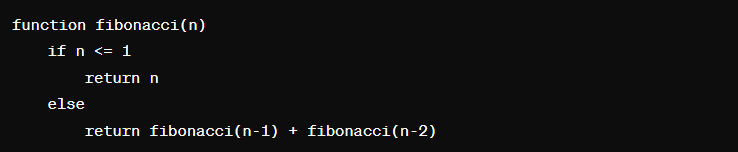 function fibonacci(n)
    if n <= 1
        return n
    else
        return fibonacci(n-1) + fibonacci(n-2)